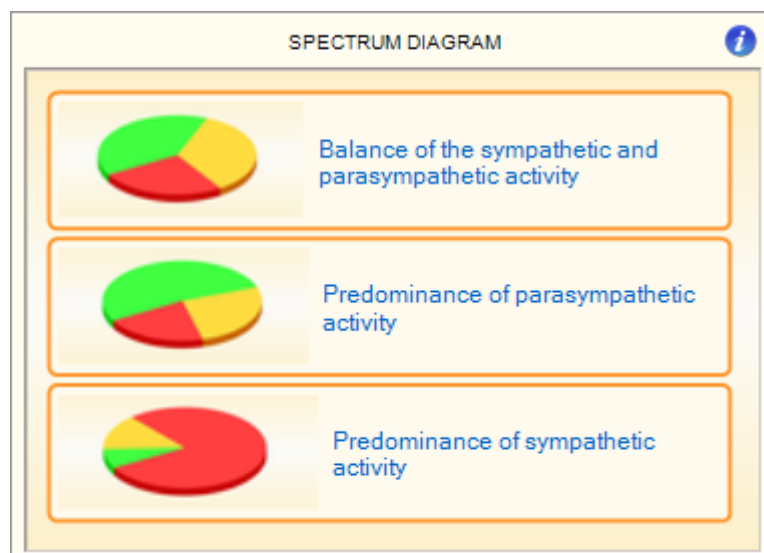 SPECTRUM DIAGRAM
i
Balance of the sympathetic and
parasympathetic activity
Predominance of parasympathetic
activity
Predominance of sympathetic
activity